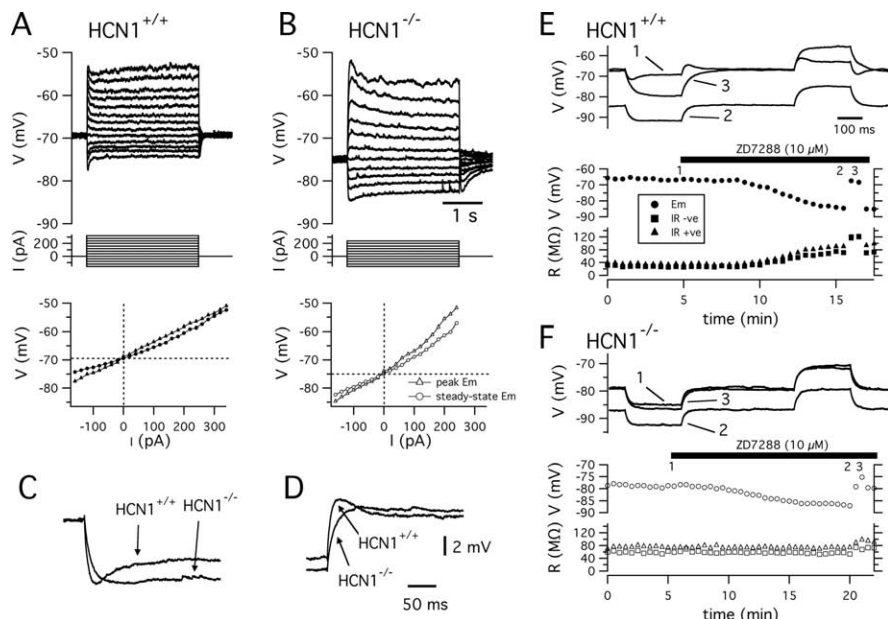 A HCN1+/+
-50
-60
-70
-80
-90
V (mV)
200
100
0
I (pA)
-50
-60
-70
-80
V (mV)
-100 0 100 200 300
I (pA)
B HCN1-/-
-50
-60
-70
-80
-90
V (mV)
1 s
200
100
0
I (pA)
-50
-60
-70
-80
V (mV)
peak Em
steady-state Em
-100 0 100 200 300
I (pA)
C
HCN1+/+
HCN1-/-
D
HCN1+/+
HCN1-/-
2 mV
50 ms
E HCN1+/+
-60
-70
-80
-90
V (mV)
1
3
2
100 ms
ZD7288 (10 µM)
1 2 3
-60
-70
-80
-90
V (mV)
Em
IR -ve
IR +ve
120
80
40
0
R (MΩ)
0 5 10 15
time (min)
F HCN1-/-
-70
-80
-90
V (mV)
1
3
2
ZD7288 (10 µM)
1 2 3
-70
-75
-80
-85
-90
V (mV)
120
80
40
0
R (MΩ)
0 5 10 15 20
time (min)